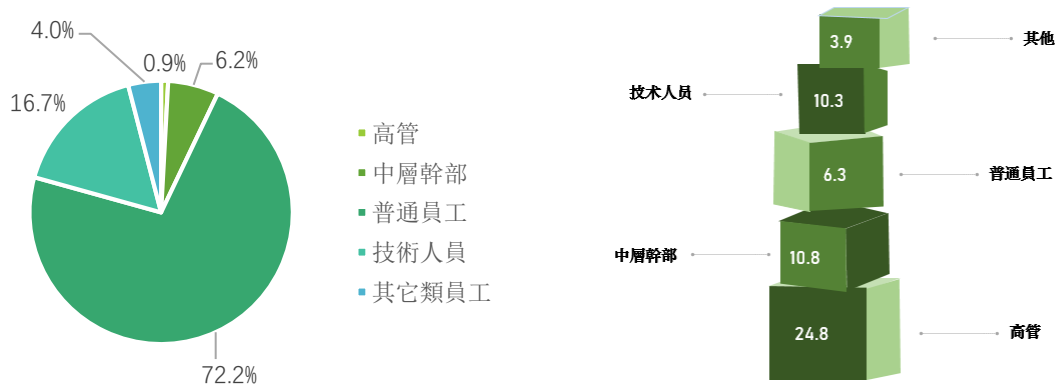 4.0%
0.9%
6.2%
16.7%
72.2%
高管
中層幹部
普通員工
技術人員
其它類員工
3.9
其他
技术人員
10.3
6.3
普通員工
中層幹部
10.8
24.8
高管